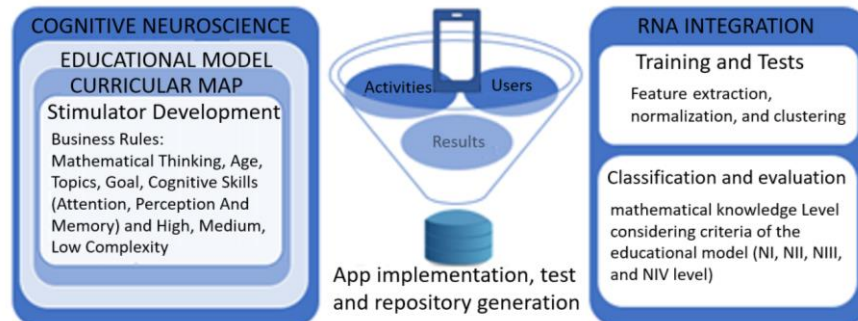 COGNITIVE NEUROSCIENCE
EDUCATIONAL MODEL
CURRICULAR MAP
Stimulator Development
Business Rules:
Mathematical Thinking, Age,
Topics, Goal, Cognitive Skills
(Attention, Perception And
Memory) and High, Medium,
Low Complexity
Activities
Users
Results
App implementation, test
and repository generation
RNA INTEGRATION
Training and Tests
Feature extraction,
normalization, and clustering
Classification and evaluation
mathematical knowledge Level
considering criteria of the
educational model (NI, NII, NIII,
and NIV level)